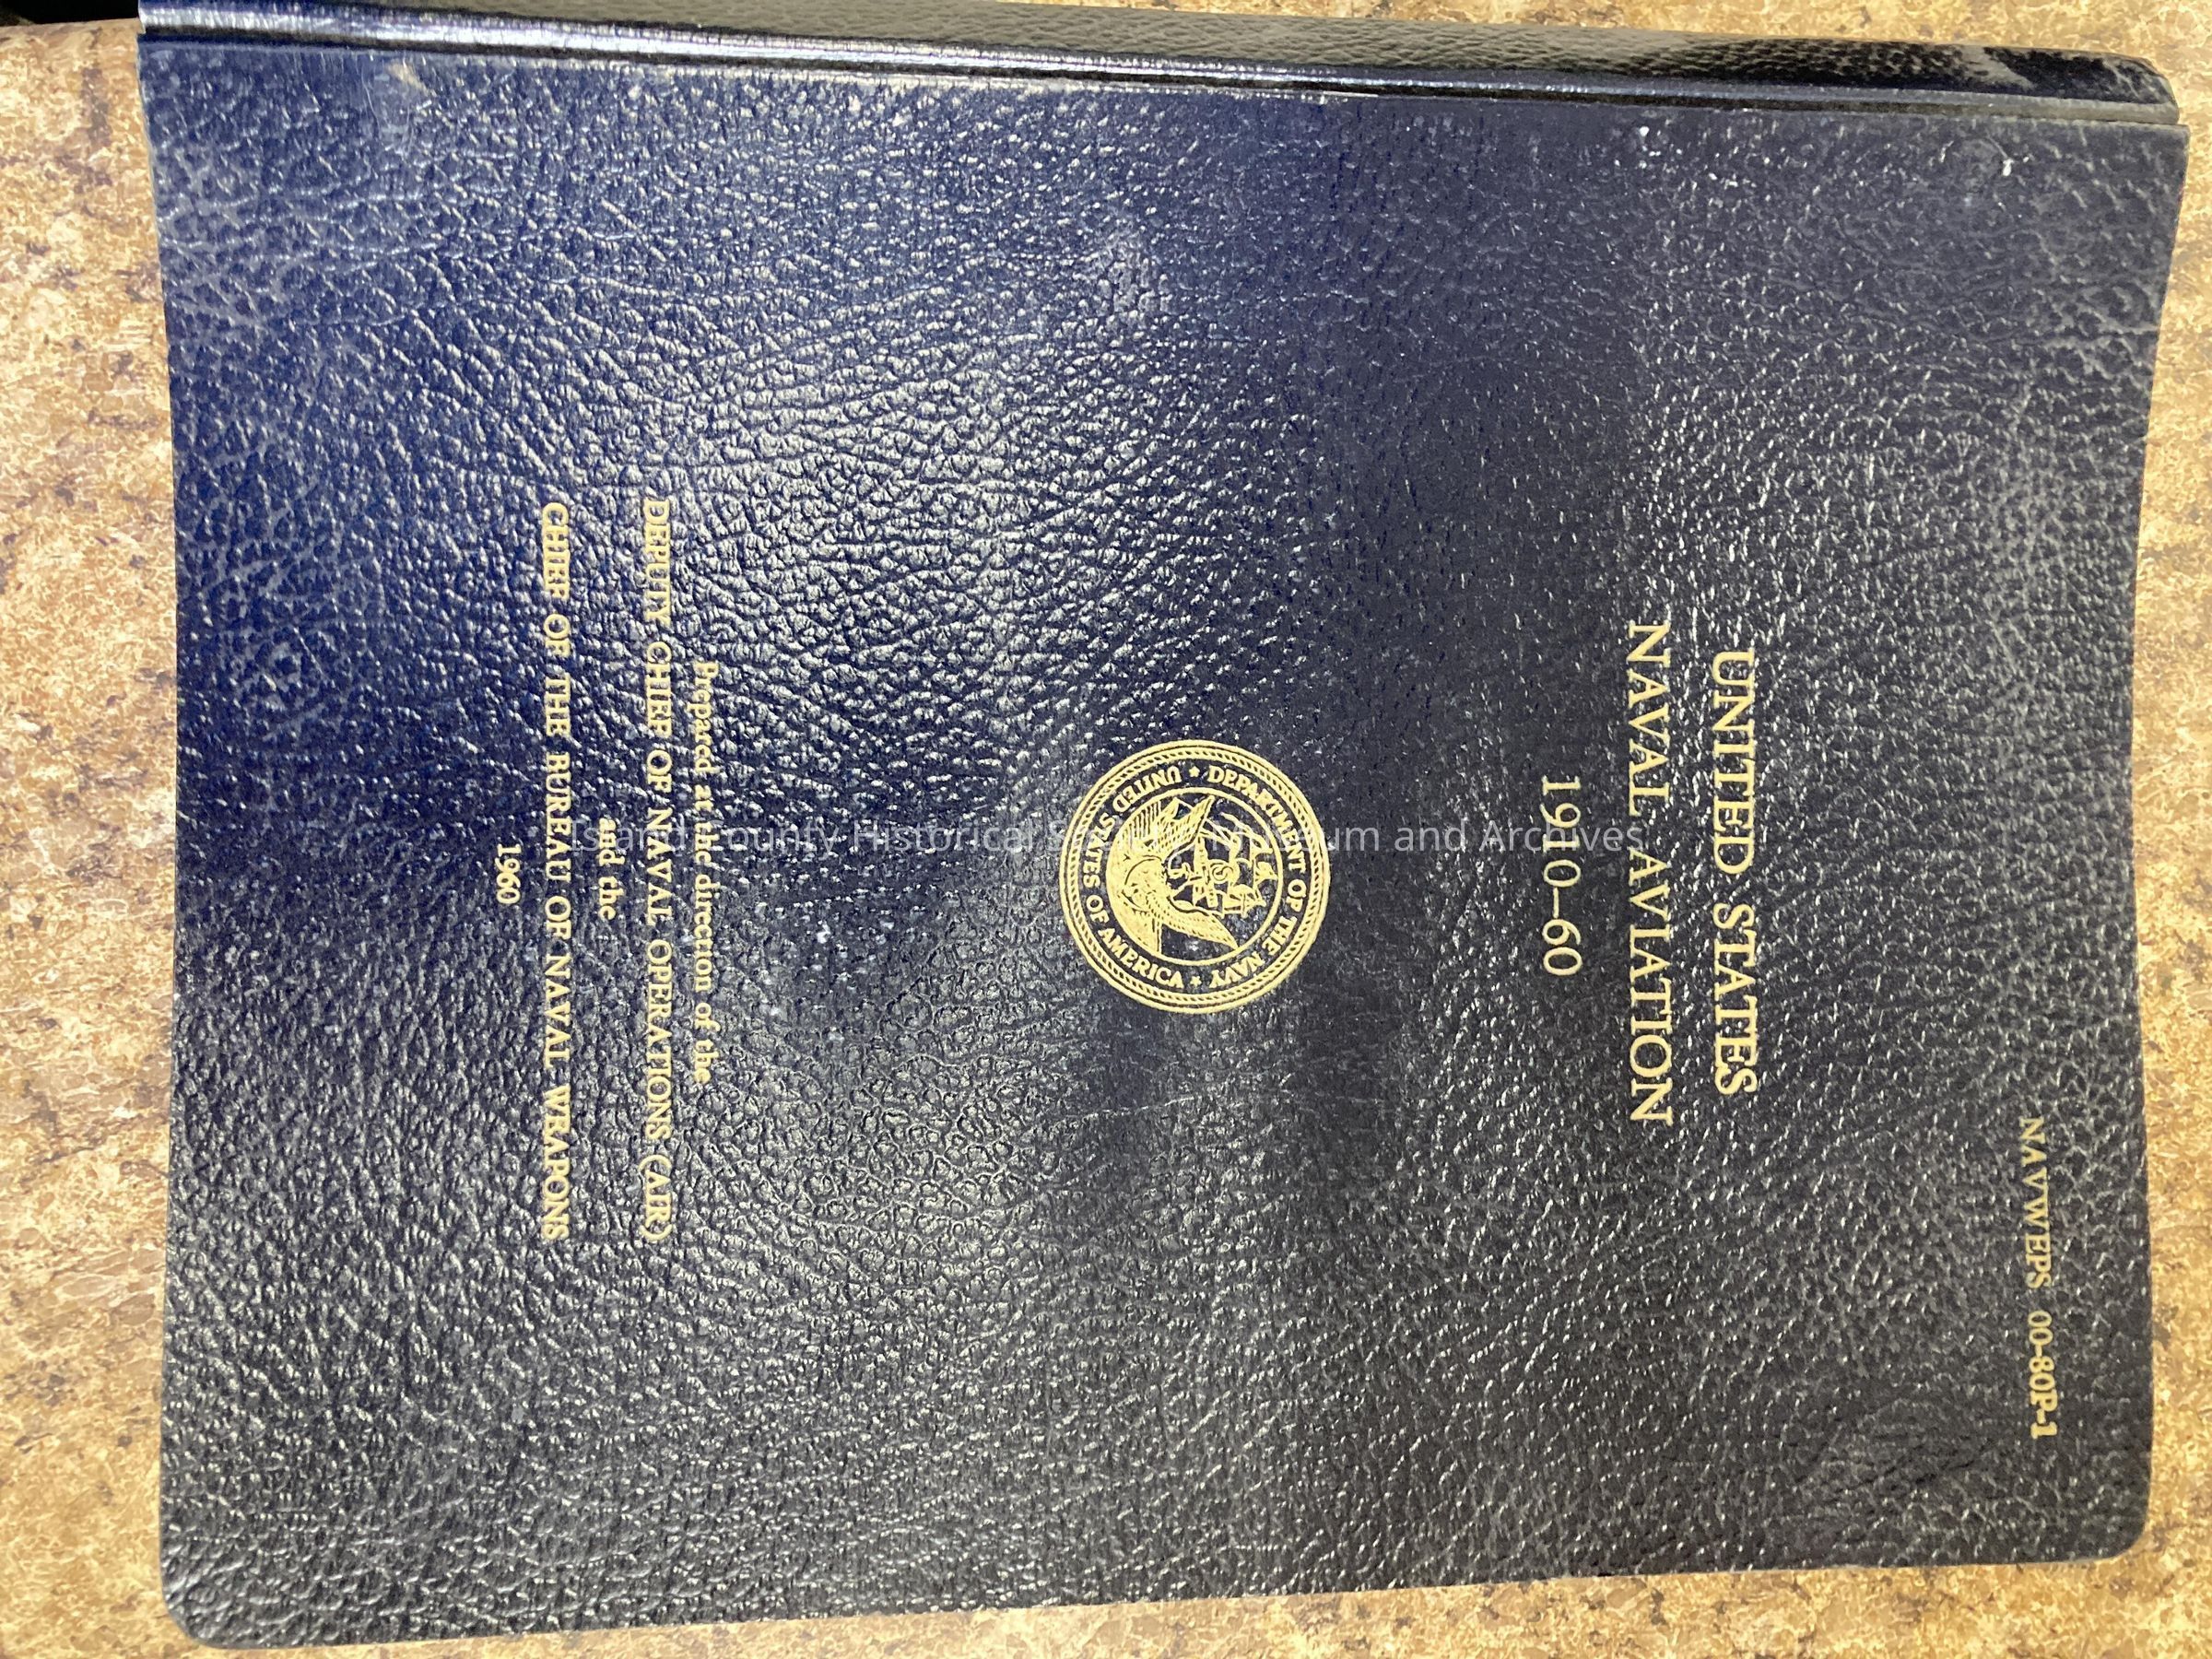 NAVWEPS 00-80P-1
UNITED STATES
NAVAL AVIATION
1910-60
DEPARTMENT OF THE NAVY
UNITED STATES OF AMERICA
Prepared at the direction of the
DEPUTY CHIEF OF NAVAL OPERATIONS (AIR)
and the
CHIEF OF THE BUREAU OF NAVAL WEAPONS
1960
Island County Historical Society Museum and Archives